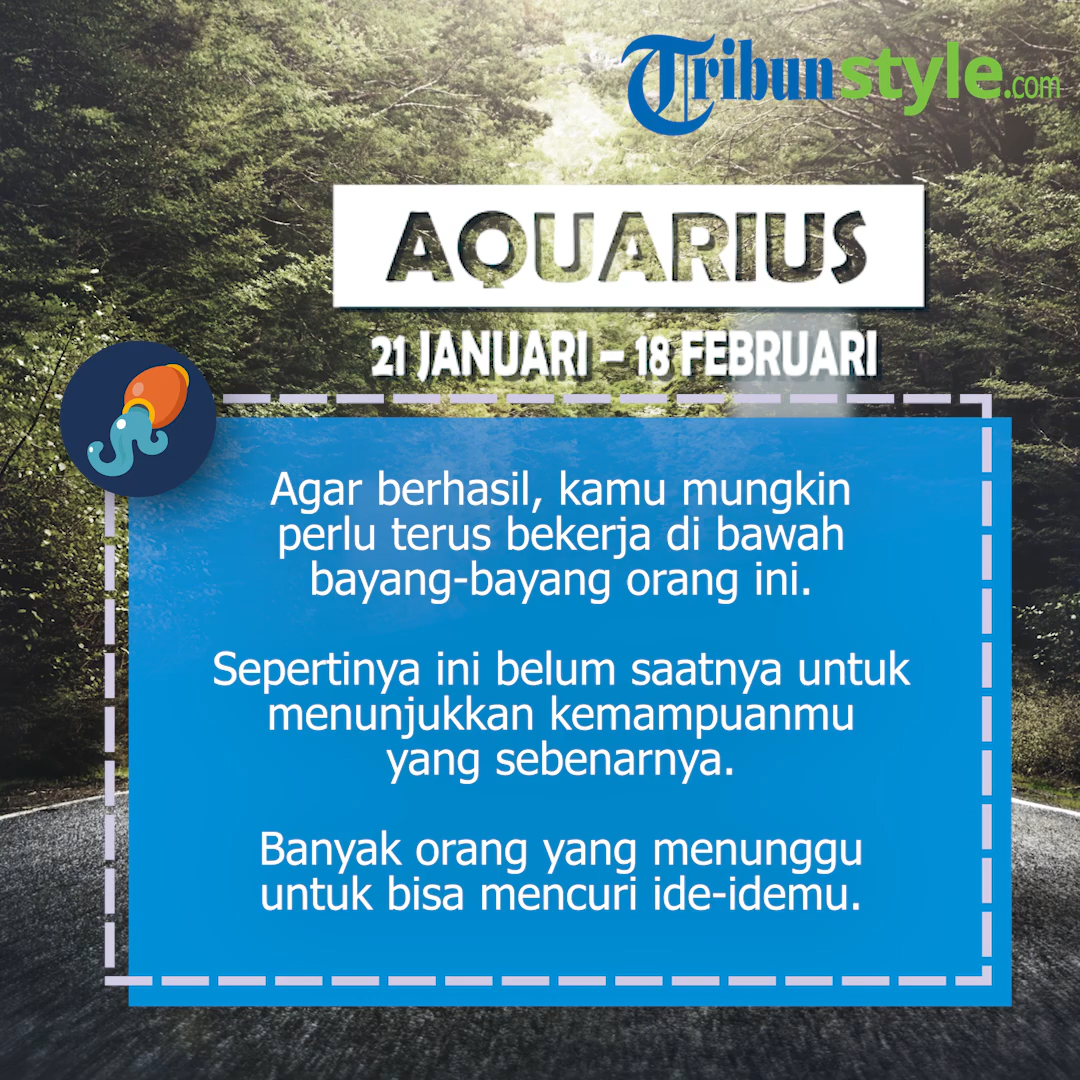 Tribunstyle.com
AQUARIUS
21 JANUARI – 18 FEBRUARI
Agar berhasil, kamu mungkin
perlu terus bekerja di bawah
bayang-bayang orang ini.
Sepertinya ini belum saatnya untuk
menunjukkan kemampuanmu
yang sebenarnya.
Banyak orang yang menunggu
untuk bisa mencuri ide-idemu.